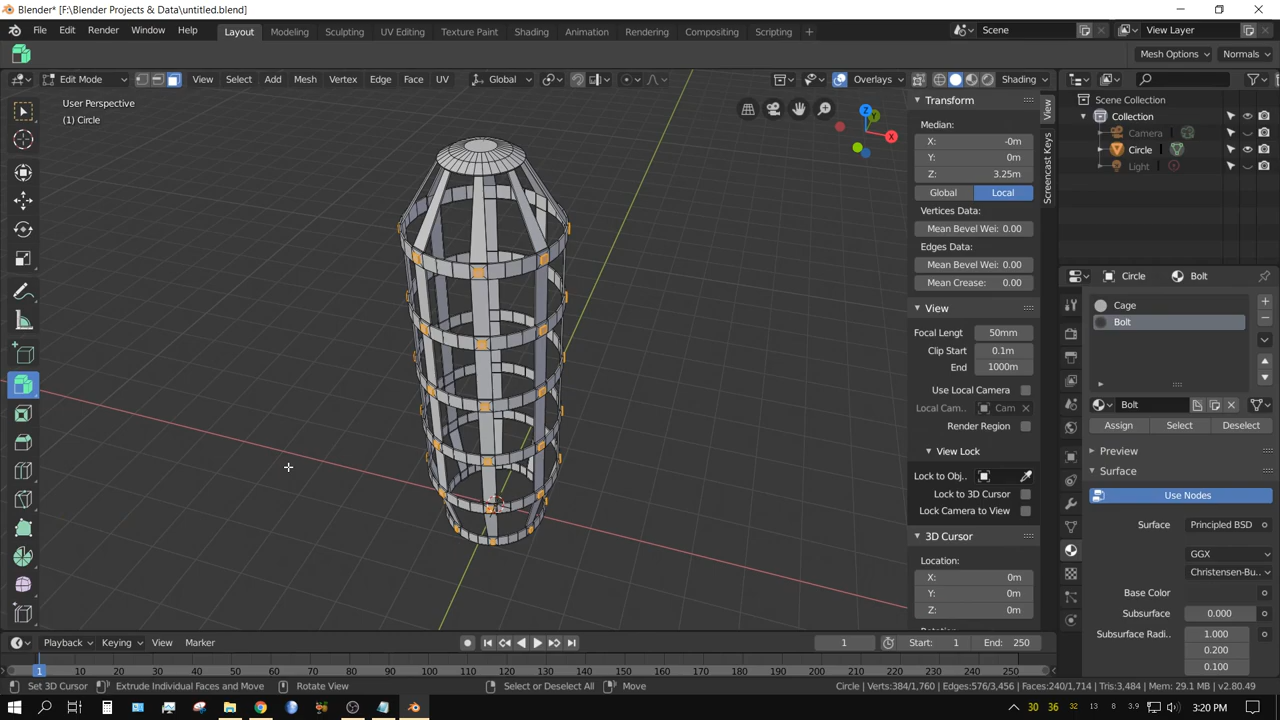 Blender* [F:\Blender Projects & Data\untitled.blend]
File Edit Render Window Help Layout Modeling Sculpting UV Editing Texture Paint Shading Animation Rendering Compositing Scripting + Scene View Layer
Mesh Options Normals
Edit Mode View Select Add Mesh Vertex Edge Face UV Global Overlays Shading
User Perspective
(1) Circle
Z
Y
X
Transform
Median:
X: -0m
Y: 0m
Z: 3.25m
Global Local
Vertices Data:
Mean Bevel Wei: 0.00
Edges Data:
Mean Bevel Wei: 0.00
Mean Crease: 0.00
View
Focal Lengt 50mm
Clip Start 0.1m
End 1000m
Use Local Camera
Local Cam.. Cam
Render Region
View Lock
Lock to Obj..
Lock to 3D Cursor
Lock Camera to View
3D Cursor
Location:
X: 0m
Y: 0m
Z: 0m
View
Screencast Keys
Scene Collection
Collection
Camera
Circle
Light
Circle Bolt
Cage
Bolt
Bolt
Assign Select Deselect
Preview
Surface
Use Nodes
Surface Principled BSD
GGX
Christensen-Bu..
Base Color
Subsurface 0.000
Subsurface Radi.. 1.000
0.200
0.100
Playback Keying View Marker 1 Start: 1 End: 250
1 10 20 30 40 50 60 70 80 90 100 110 120 130 140 150 160 170 180 190 200 210 220 230 240 250
Set 3D Cursor Extrude Individual Faces and Move Rotate View Select or Deselect All Move Circle | Verts:384/1,760 | Edges:576/3,456 | Faces:240/1,714 | Tris:3,484 | Mem: 29.1 MB | v2.80.49
30 36 32 13 8 3.9 3:20 PM